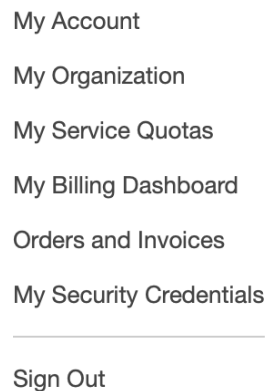 My Account
My Organization
My Service Quotas
My Billing Dashboard
Orders and Invoices
My Security Credentials
Sign Out